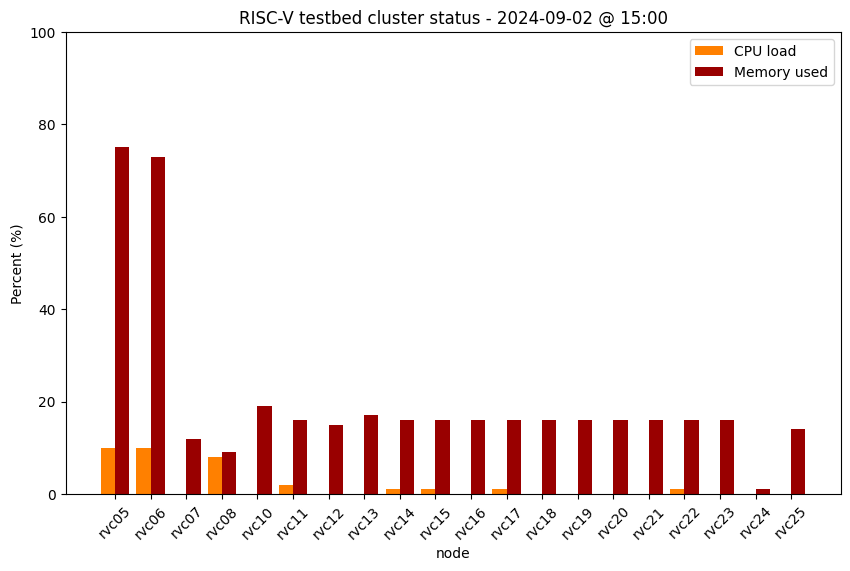 RISC-V testbed cluster status - 2024-09-02 @ 15:00
CPU load
Memory used
Percent (%)
100
80
60
40
20
0
rvc05 rvc06 rvc07 rvc08 rvc10 rvc11 rvc12 rvc13 rvc14 rvc15 rvc16 rvc17 rvc18 rvc19 rvc20 rvc21 rvc22 rvc23 rvc24 rvc25
node